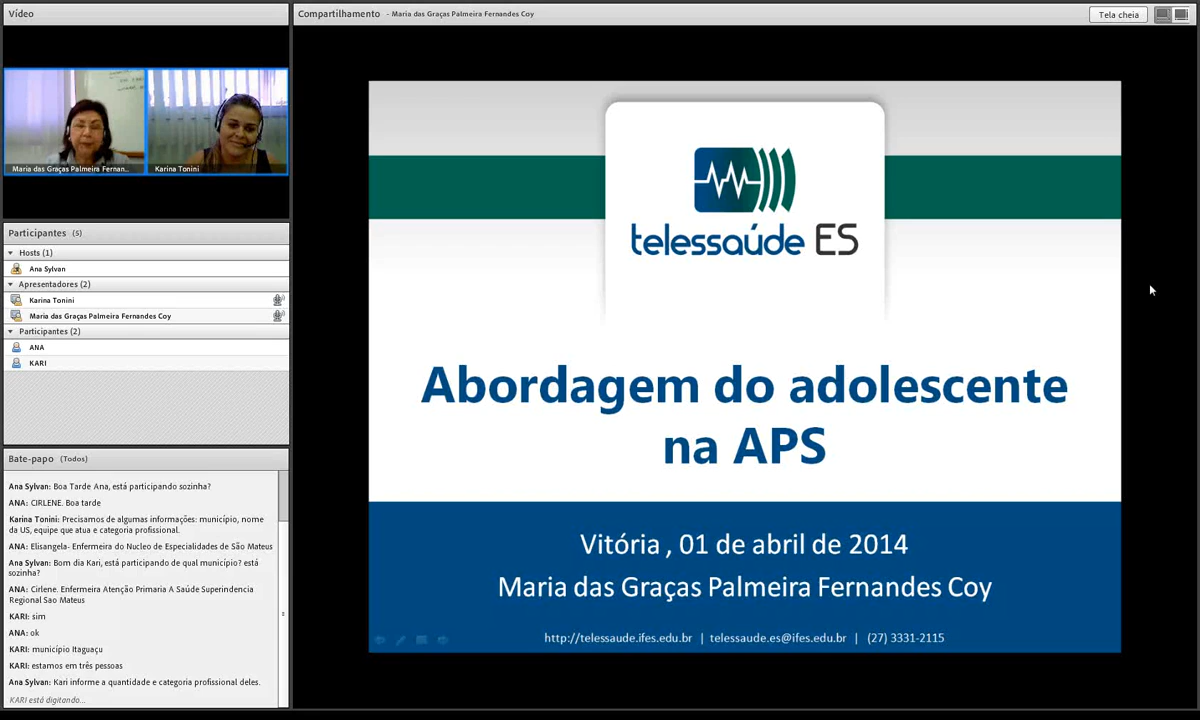 Vídeo
Maria das Graças Palmeira Fernan...
Karina Tonini
Participantes (5)
Hosts (1)
Ana Sylvan
Apresentadores (2)
Karina Tonini
Maria das Graças Palmeira Fernandes Coy
Participantes (2)
ANA
KARI
Bate-papo (Todos)
Ana Sylvan: Boa Tarde Ana, está participando sozinha?
ANA: CIRLENE. Boa tarde
Karina Tonini: Precisamos de algumas informações: município, nome
da US, equipe que atua e categoria profissional.
ANA: Elisangela- Enfermeira do Nucleo de Especialidades de São Mateus
Ana Sylvan: Bom dia Kari, está participando de qual município? está
sozinha?
ANA: Cirlene. Enfermeira Atenção Primaria A Saúde Superintencia
Regional Sao Mateus
KARI: sim
ANA: ok
KARI: município Itaguaçu
KARI: estamos em três pessoas
Ana Sylvan: Kari informe a quantidade e categoria profissional deles.
KARI está digitando...
Compartilhamento - Maria das Graças Palmeira Fernandes Coy
Tela cheia
telessaúde ES
Abordagem do adolescente
na APS
Vitória , 01 de abril de 2014
Maria das Graças Palmeira Fernandes Coy
http://telessaude.ifes.edu.br | telessaude.es@ifes.edu.br | (27) 3331-2115